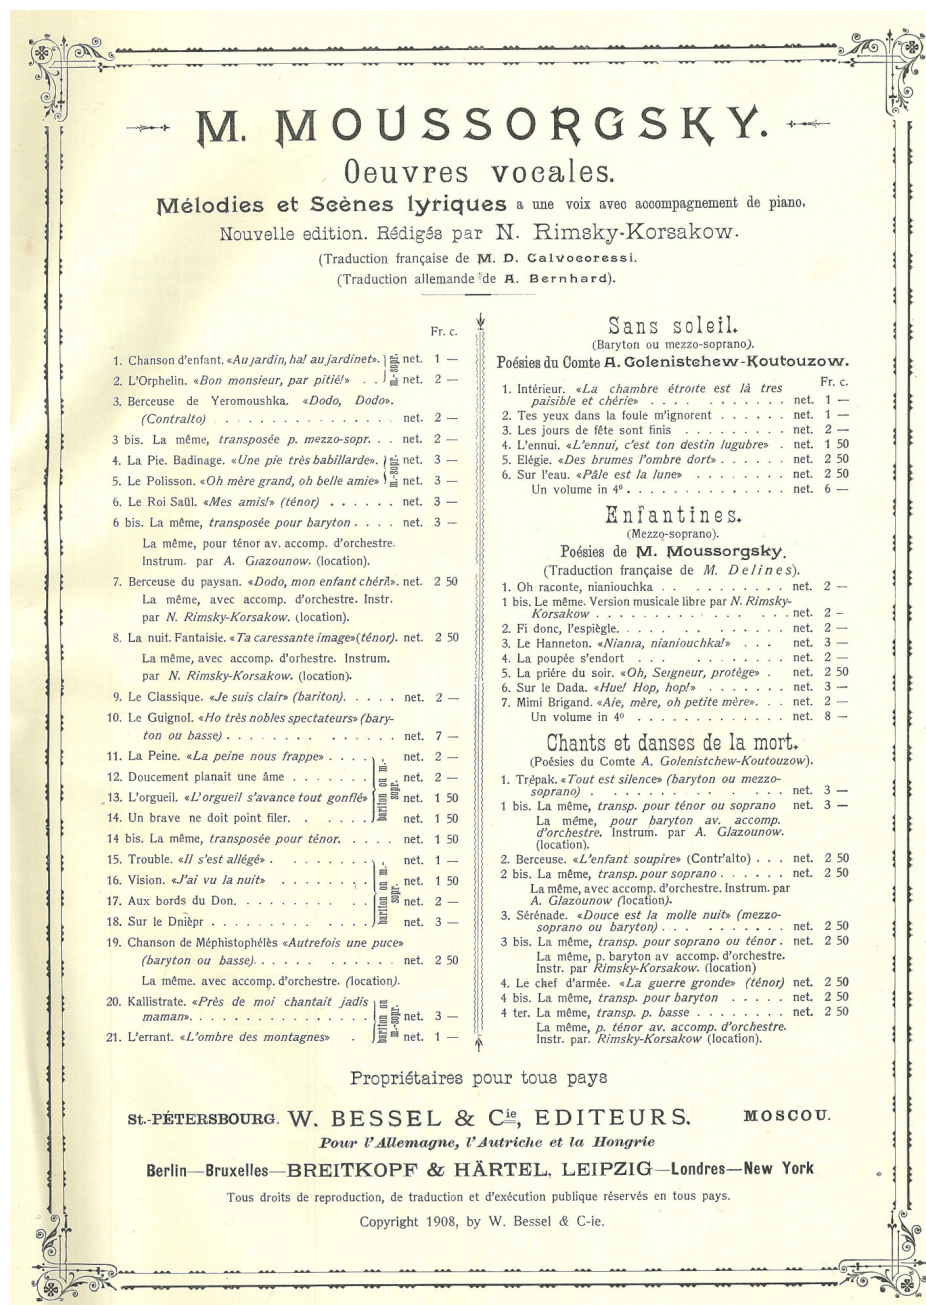 M. MOUSSORGSKY.
Oeuvres vocales.
Mélodies et Scènes lyriques a une voix avec accompagnement de piano.
Nouvelle edition. Rédigés par N. Rimsky-Korsakow.
(Traduction française de M. D. Calvocoressi.
(Traduction allemande de A. Bernhard).
Fr. c.
1. Chanson d'enfant. «Au jardin, ha! au jardinet». m.-sopr. net. 1 —
2. L'Orphelin. «Bon monsieur, par pitié!» . . net. 2 —
3. Berceuse de Yeromoushka. «Dodo, Dodo».
(Contralto) . . . . . . . . . . . . . . net. 2 —
3 bis. La même, transposée p. mezzo-sopr. . . net. 2 —
4. La Pie. Badinage. «Une pie très babillarde». m.-sopr. net. 3 —
5. Le Polisson. «Oh mère grand, oh belle amie» net. 3 —
6. Le Roi Saül. «Mes amis!» (ténor) . . . . . . net. 3 —
6 bis. La même, transposée pour baryton . . . . net. 3 —
La même, pour ténor av. accomp. d'orchestre.
Instrum. par A. Glazounow. (location).
7. Berceuse du paysan. «Dodo, mon enfant chéri!». net. 2 50
La même, avec accomp. d'orchestre. Instr.
par N. Rimsky-Korsakow. (location).
8. La nuit. Fantaisie. «Ta caressante image» (ténor). net. 2 50
La même, avec accomp. d'orhestre. Instrum.
par N. Rimsky-Korsakow. (location).
9. Le Classique. «Je suis clair» (bariton). . . . . net. 2 —
10. Le Guignol. «Ho très nobles spectateurs» (bary-
ton ou basse) . . . . . . . . . . . . net. 7 —
11. La Peine. «La peine nous frappe» . . . . bariton ou m.-sopr. net. 2 —
12. Doucement planait une âme . . . . . . . net. 2 —
13. L'orgueil. «L'orgueil s'avance tout gonflé» net. 1 50
14. Un brave ne doit point filer. . . . . . net. 1 50
14 bis. La même, transposée pour ténor. . . . . net. 1 50
15. Trouble. «Il s'est allégé» . . . . . . . . bariton ou m.-sopr. net. 1 —
16. Vision. «J'ai vu la nuit» . . . . . . . . net. 1 50
17. Aux bords du Don. . . . . . . . . . net. 2 —
18. Sur le Dnièpr . . . . . . . . . . . . net. 3 —
19. Chanson de Méphistophélès «Autrefois une puce»
(baryton ou basse). . . . . . . . . . . net. 2 50
La même. avec accomp. d'orchestre. (location).
20. Kallistrate. «Près de moi chantait jadis
maman». . . . . . . . . . . . . . . . bariton ou m.-sopr. net. 3 —
21. L'errant. «L'ombre des montagnes» . net. 1 —
Sans soleil.
(Baryton ou mezzo-soprano).
Poésies du Comte A. Golenistchew-Koutouzow.
Fr. c.
1. Intérieur. «La chambre étroite est là tres
paisible et chérie» . . . . . . . . . . net. 1 —
2. Tes yeux dans la foule m'ignorent . . . . . . net. 1 —
3. Les jours de fête sont finis . . . . . . . . . net. 2 —
4. L'ennui. «L'ennui, c'est ton destin lugubre» . net. 1 50
5. Elégie. «Des brumes l'ombre dort» . . . . . . net. 2 50
6. Sur l'eau. «Pâle est la lune» . . . . . . . . net. 2 50
Un volume in 4º. . . . . . . . . . . . . . net. 6 —
Enfantines.
(Mezzo-soprano).
Poésies de M. Moussorgsky.
(Traduction française de M. Delines).
1. Oh raconte, nianiouchka . . . . . . . . . . net. 2 —
1 bis. Le même. Version musicale libre par N. Rimsky-
Korsakow . . . . . . . . . . . . . . . net. 2 –
2. Fi donc, l'espiègle. . . . . . . . . . . . . net. 2 —
3. Le Hanneton. «Niania, nianiouchka!» . . . net. 3 —
4. La poupée s'endort . . . . . . . . . . net. 2 —
5. La prière du soir. «Oh, Seigneur, protège» . net. 2 50
6. Sur le Dada. «Hue! Hop, hop!» . . . . . . . net. 3 —
7. Mimi Brigand. «Aïe, mère, oh petite mère». . . net. 2 —
Un volume in 4º . . . . . . . . . . . . . net. 8 —
Chants et danses de la mort.
(Poésies du Comte A. Golenistchew-Koutouzow).
1. Trépak. «Tout est silence» (baryton ou mezzo-
soprano) . . . . . . . . . . . . . . . net. 3 —
1 bis. La même, transp. pour ténor ou soprano net. 3 —
La mémé, pour baryton av. accomp.
d'orchestre. Instrum. par A. Glazounow.
(location).
2. Berceuse. «L'enfant soupire» (Contr'alto) . . . net. 2 50
2 bis. La même, transp. pour soprano . . . . . . net. 2 50
La même, avec accomp. d'orchestre. Instrum. par
A. Glazounow (location).
3. Sérénade. «Douce est la molle nuit» (mezzo-
soprano ou baryton) . . . . . . . . . . net. 2 50
3 bis. La même, transp. pour soprano ou ténor . net. 2 50
La même, p. baryton av accomp. d'orchestre.
Instr. par Rimsky-Korsakow. (location)
4. Le chef d'armée. «La guerre gronde» (ténor) net. 2 50
4 bis. La même, transp. pour baryton . . . . . net. 2 50
4 ter. La même, transp. p. basse . . . . . . . . net. 2 50
La même, p. ténor av. accomp. d'orchestre.
Instr. par. Rimsky-Korsakow (location).
Propriétaires pour tous pays
St.-PÉTERSBOURG. W. BESSEL & Cie, EDITEURS. MOSCOU.
Pour l'Allemagne, l'Autriche et la Hongrie
Berlin—Bruxelles—BREITKOPF & HÄRTEL, LEIPZIG—Londres—New York
Tous droits de reproduction, de traduction et d'exécution publique réservés en tous pays.
Copyright 1908, by W. Bessel & C-ie.